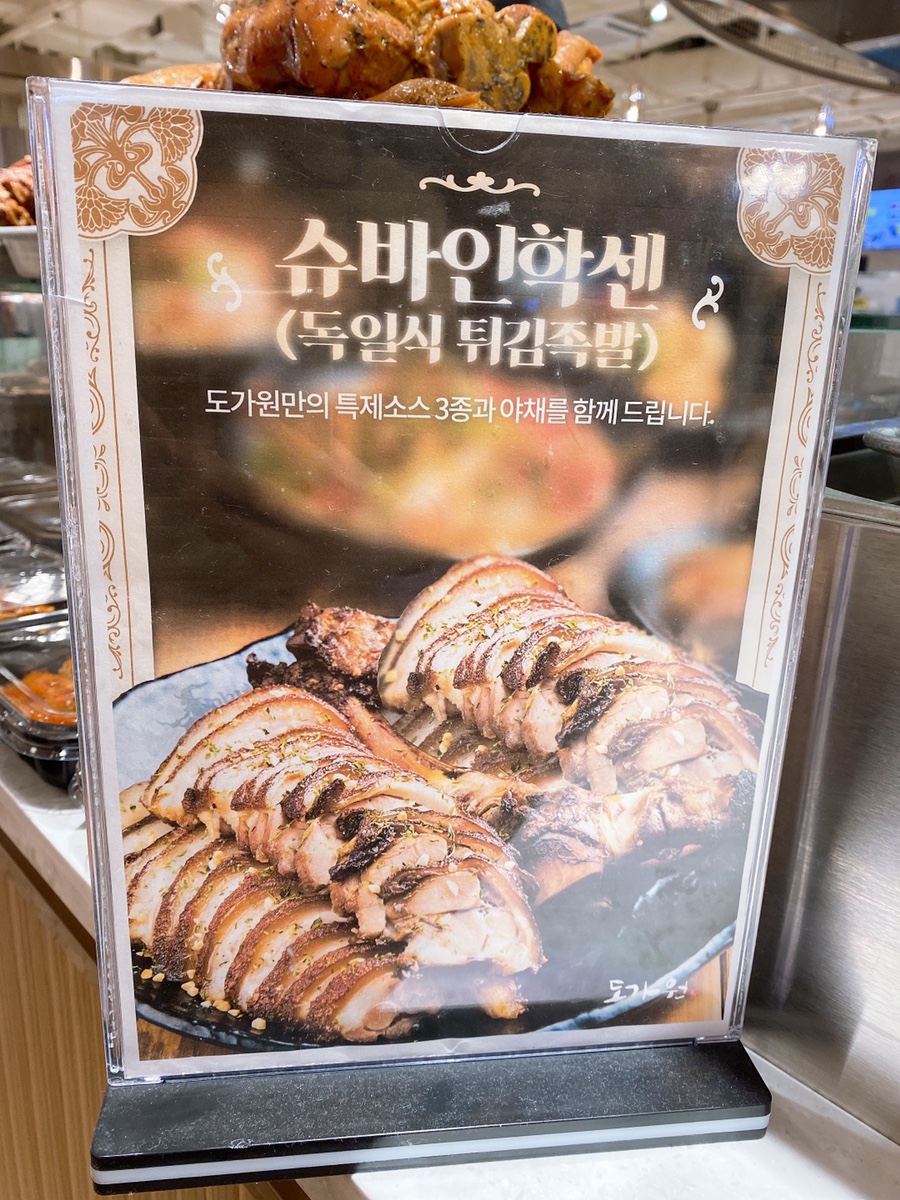 슈바인학센
(독일식 튀김족발)
도가원만의 특제소스 3종과 야채를 함께 드립니다.
도가원